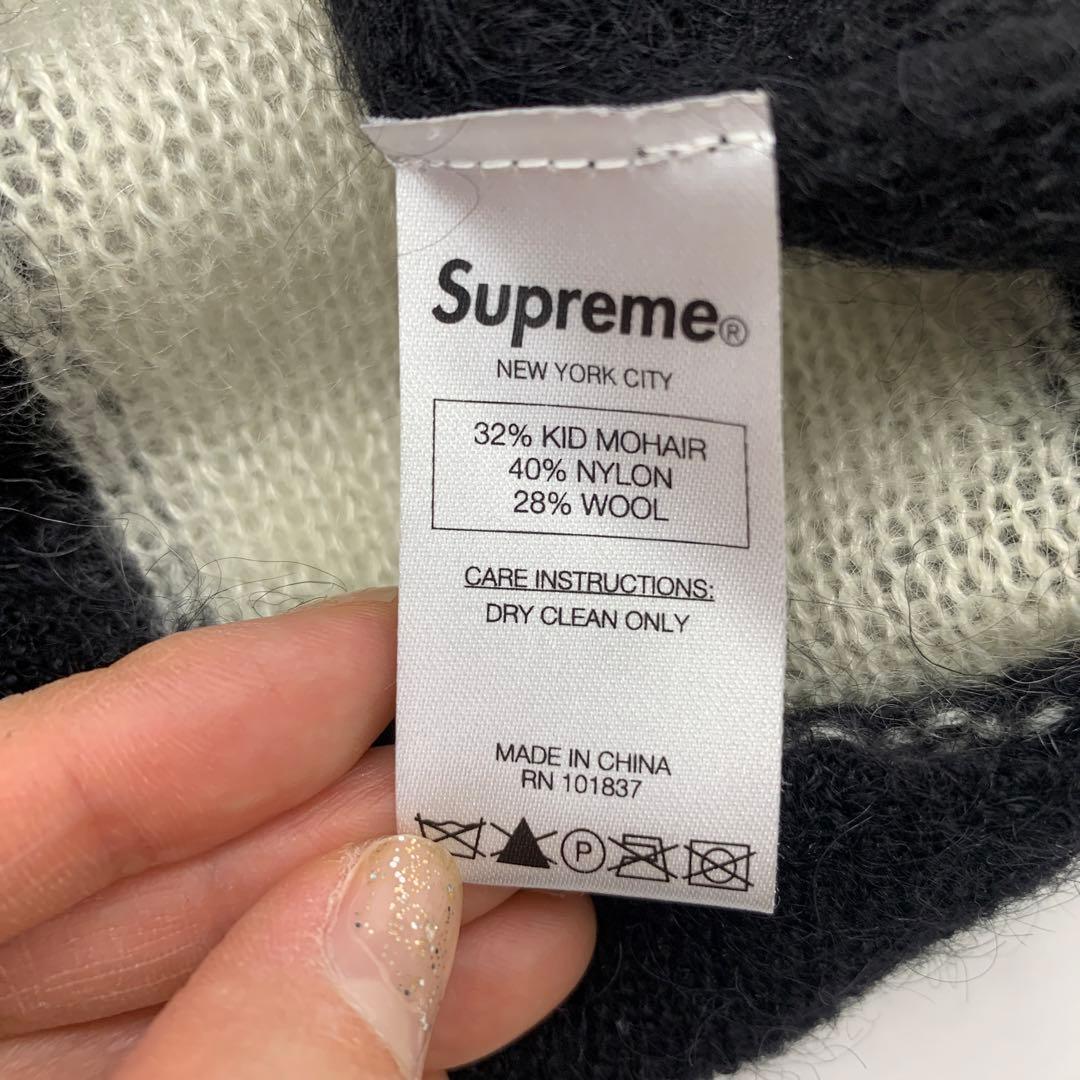 Supreme®
NEW YORK CITY
32% KID MOHAIR
40% NYLON
28% WOOL
CARE INSTRUCTIONS:
DRY CLEAN ONLY
MADE IN CHINA
RN 101837
P